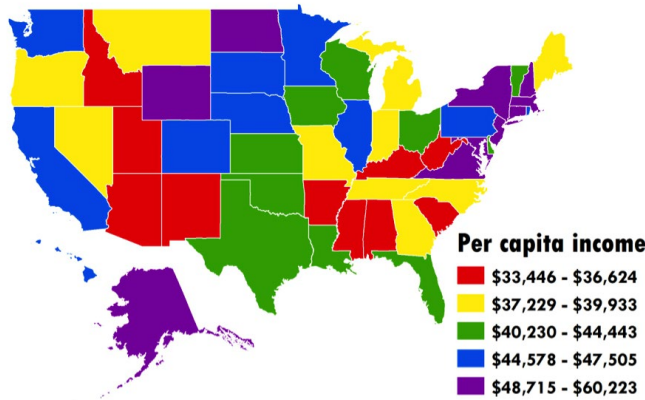 Per capita income
$33,446 - $36,624
$37,229 - $39,933
$40,230 - $44,443
$44,578 - $47,505
$48,715 - $60,223